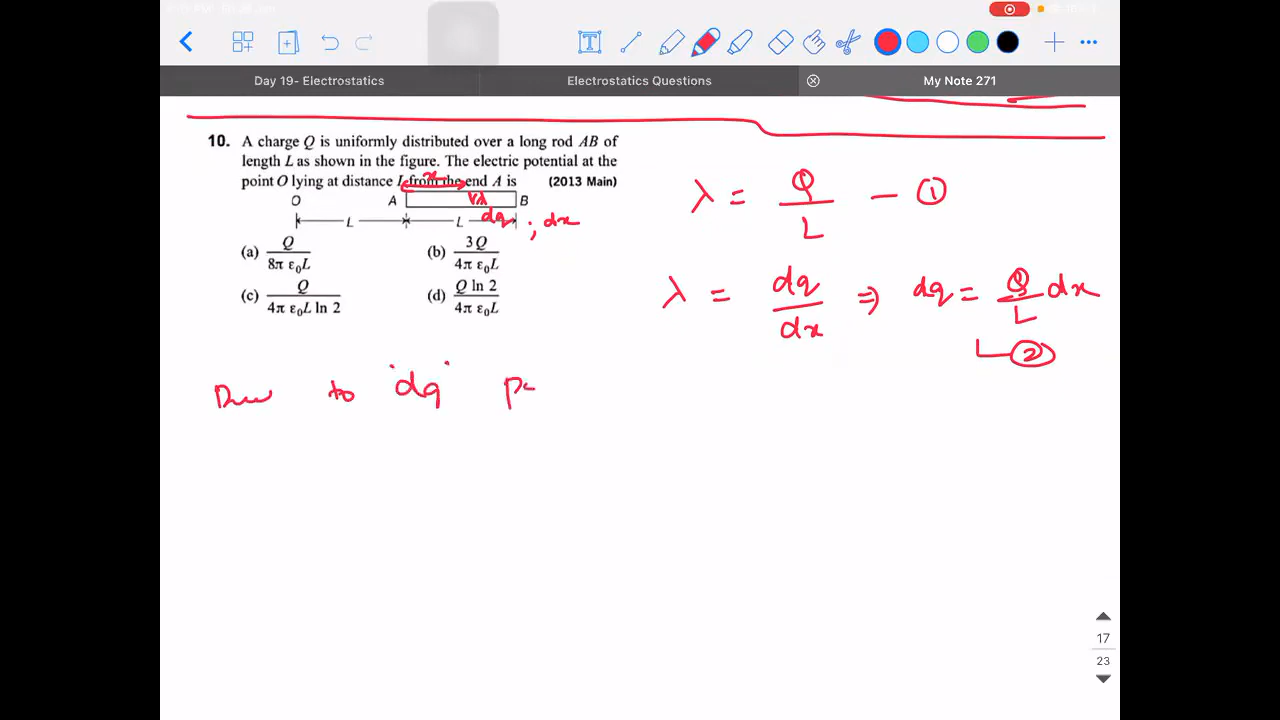 Day 19- Electrostatics
Electrostatics Questions
My Note 271
10. A charge Q is uniformly distributed over a long rod AB of
length L as shown in the figure. The electric potential at the
point O lying at distance L from the end A is (2013 Main)
x
O A B
dq ; dx
L L
(a) Q / 8π ε₀L (b) 3Q / 4π ε₀L
(c) Q / 4π ε₀L ln 2 (d) Q ln 2 / 4π ε₀L
λ = Q / L — ①
λ = dq / dx ⇒ dq = Q / L dx
②
Due to "dq"
17
23